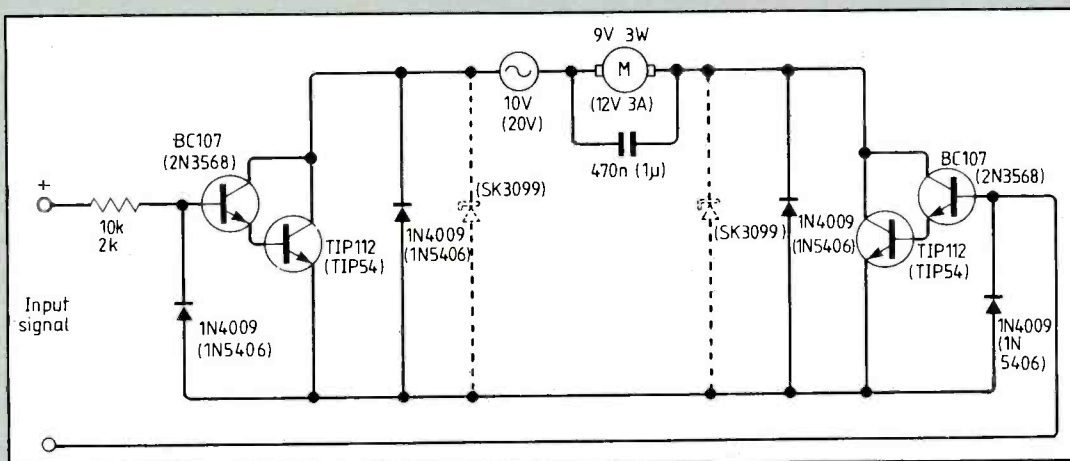 9V 3W
M
(12V 3A)
10V
(20V)
470n (1µ)
BC107
(2N3568)
+
10k
2k
TIP112
(TIP54)
Input
signal
1N4009
(1N5406)
1N4009
(1N5406)
(SK3099)
(SK3099)
1N4009
(1N5406)
BC107
(2N3568)
TIP112
(TIP54)
1N4009
(1N
5406)